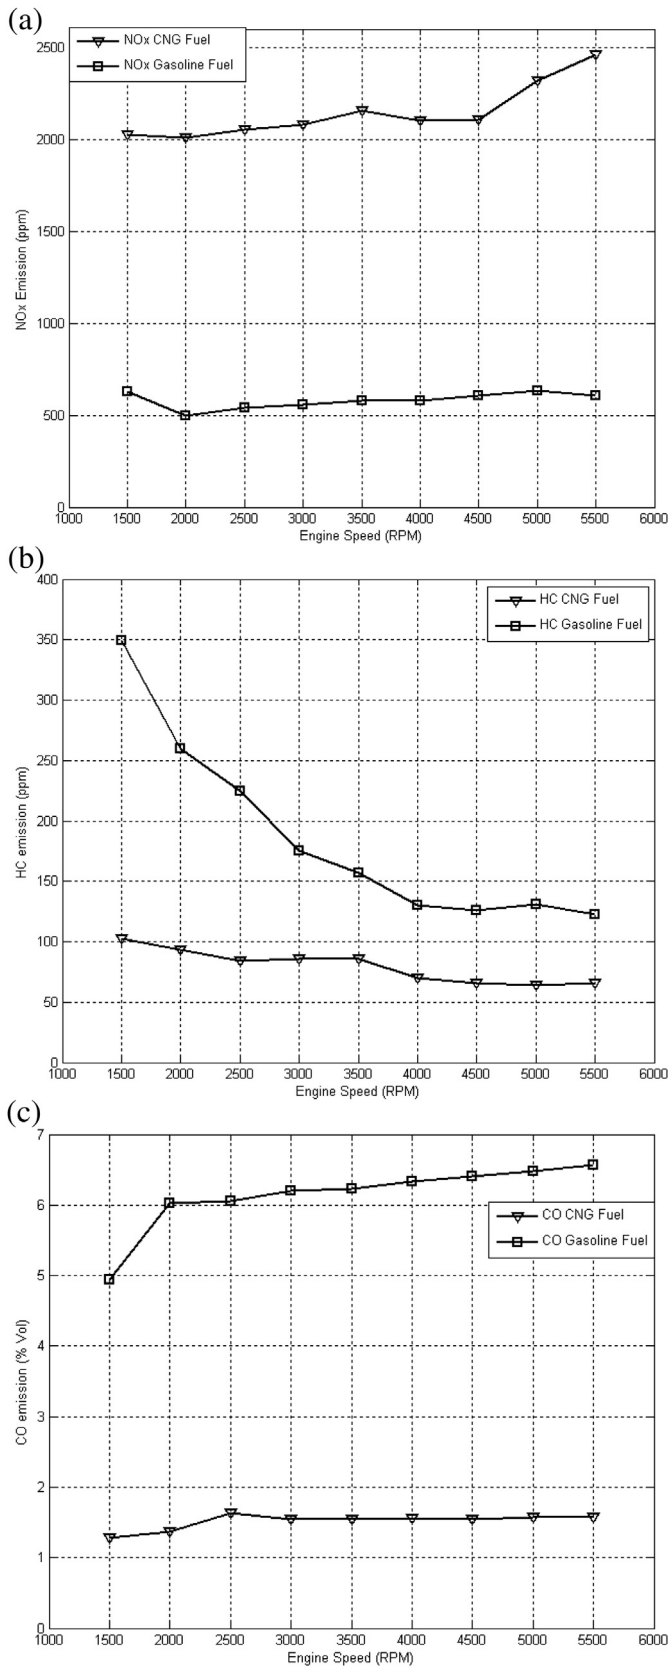 (a)
NOx CNG Fuel
NOx Gasoline Fuel
2500
2000
1500
1000
500
0
NOx Emission (ppm)
1000 1500 2000 2500 3000 3500 4000 4500 5000 5500 6000
Engine Speed (RPM)
(b)
HC CNG Fuel
HC Gasoline Fuel
400
350
300
250
200
150
100
50
0
HC emission (ppm)
1000 1500 2000 2500 3000 3500 4000 4500 5000 5500 6000
Engine Speed (RPM)
(c)
CO CNG Fuel
CO Gasoline Fuel
7
6
5
4
3
2
1
0
CO emission (% Vol)
1000 1500 2000 2500 3000 3500 4000 4500 5000 5500 6000
Engine Speed (RPM)